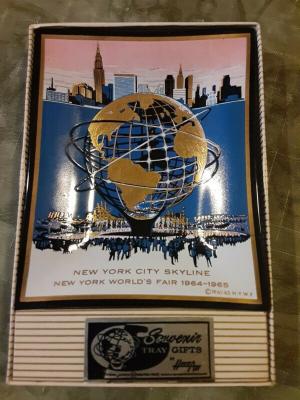 NEW YORK CITY SKYLINE
NEW YORK WORLD'S FAIR 1964-1965
Souvenir
TRAY GIFTS